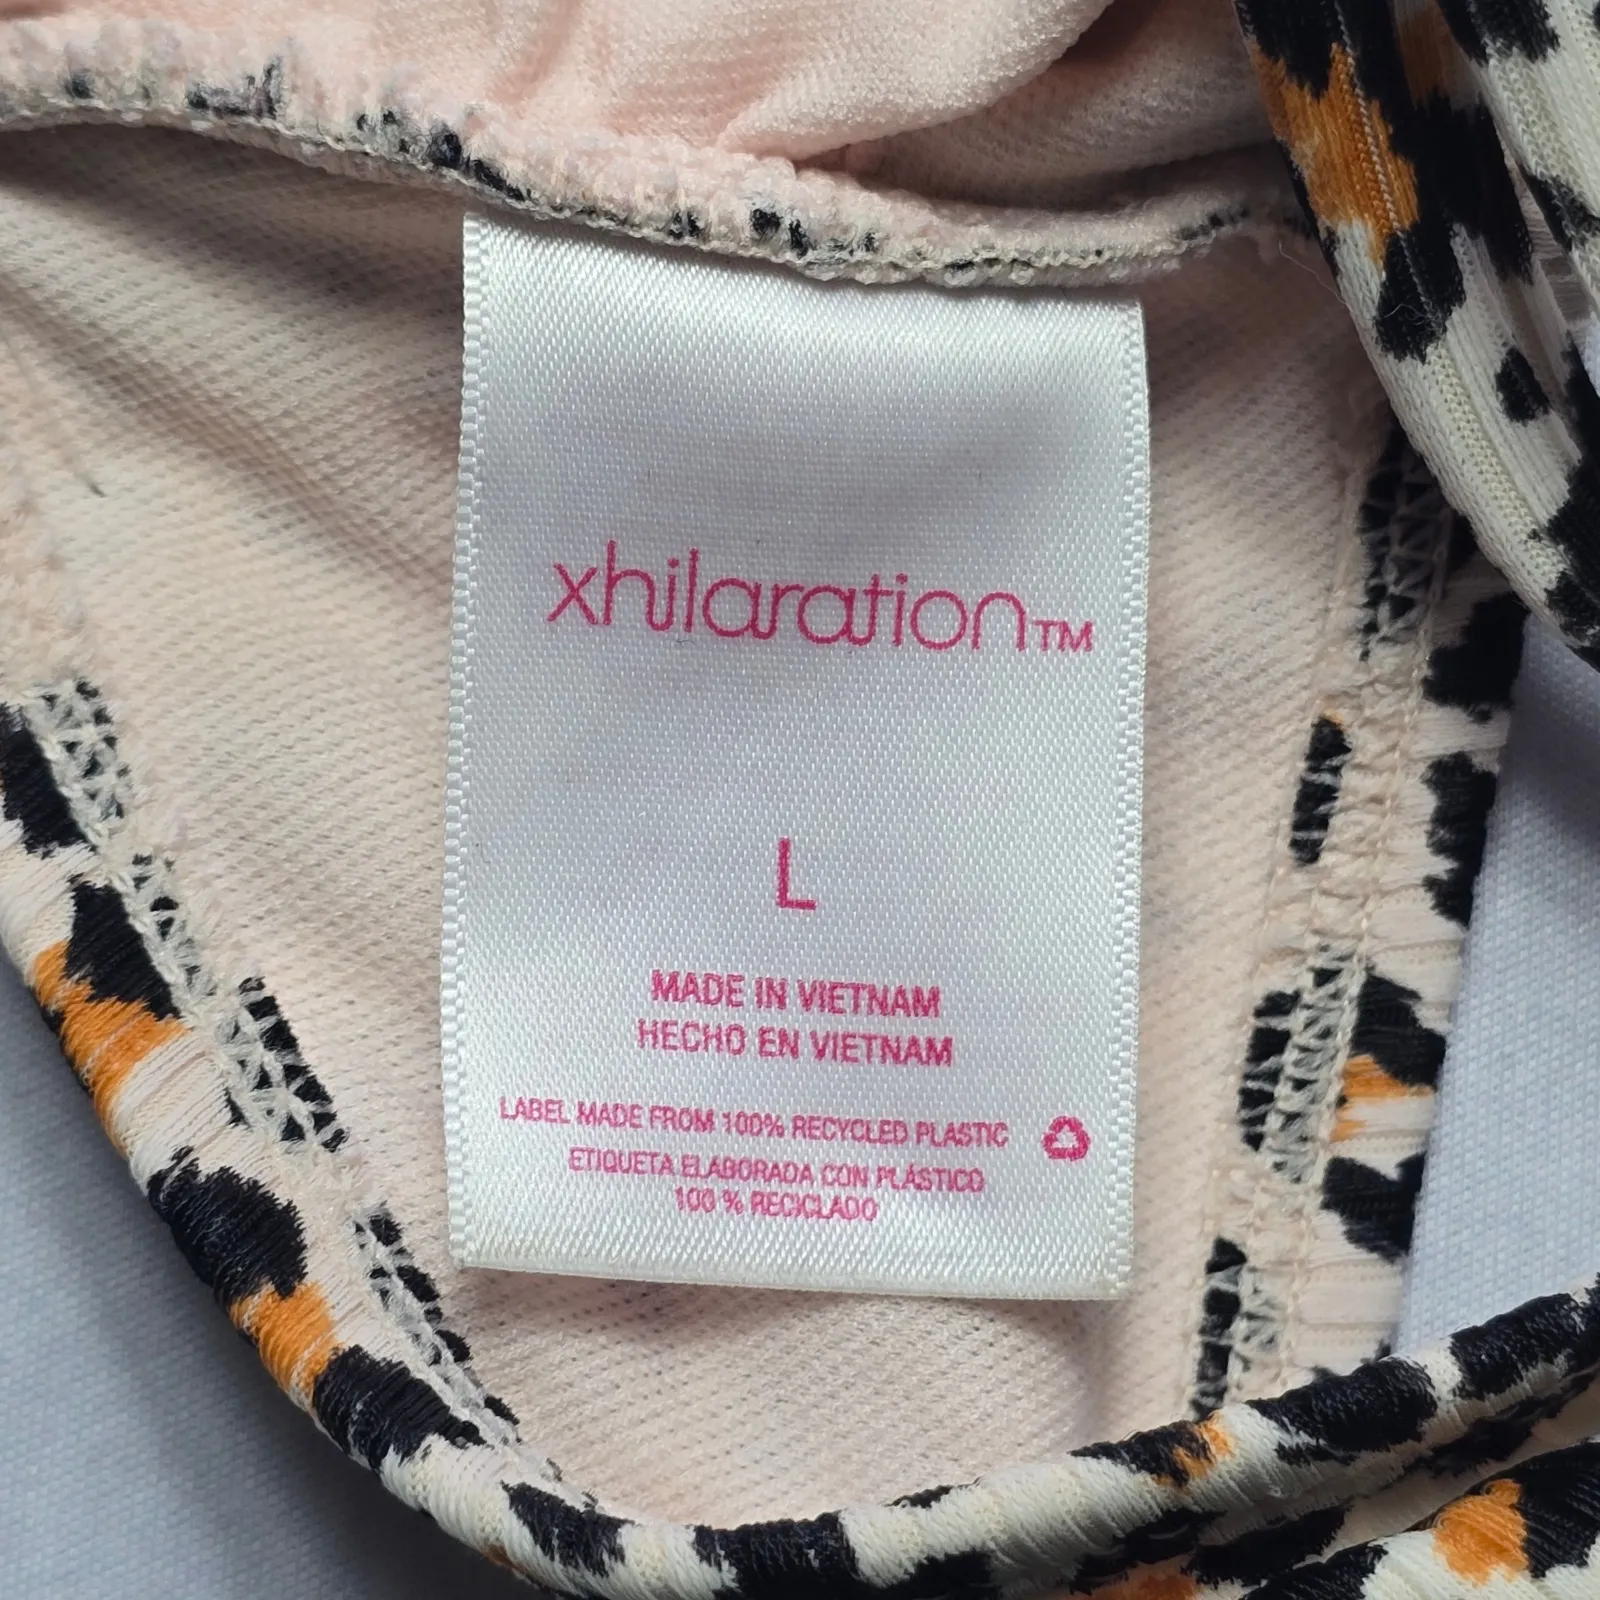 xhilaration™
L
MADE IN VIETNAM
HECHO EN VIETNAM
LABEL MADE FROM 100% RECYCLED PLASTIC
ETIQUETA ELABORADA CON PLÁSTICO
100 % RECICLADO